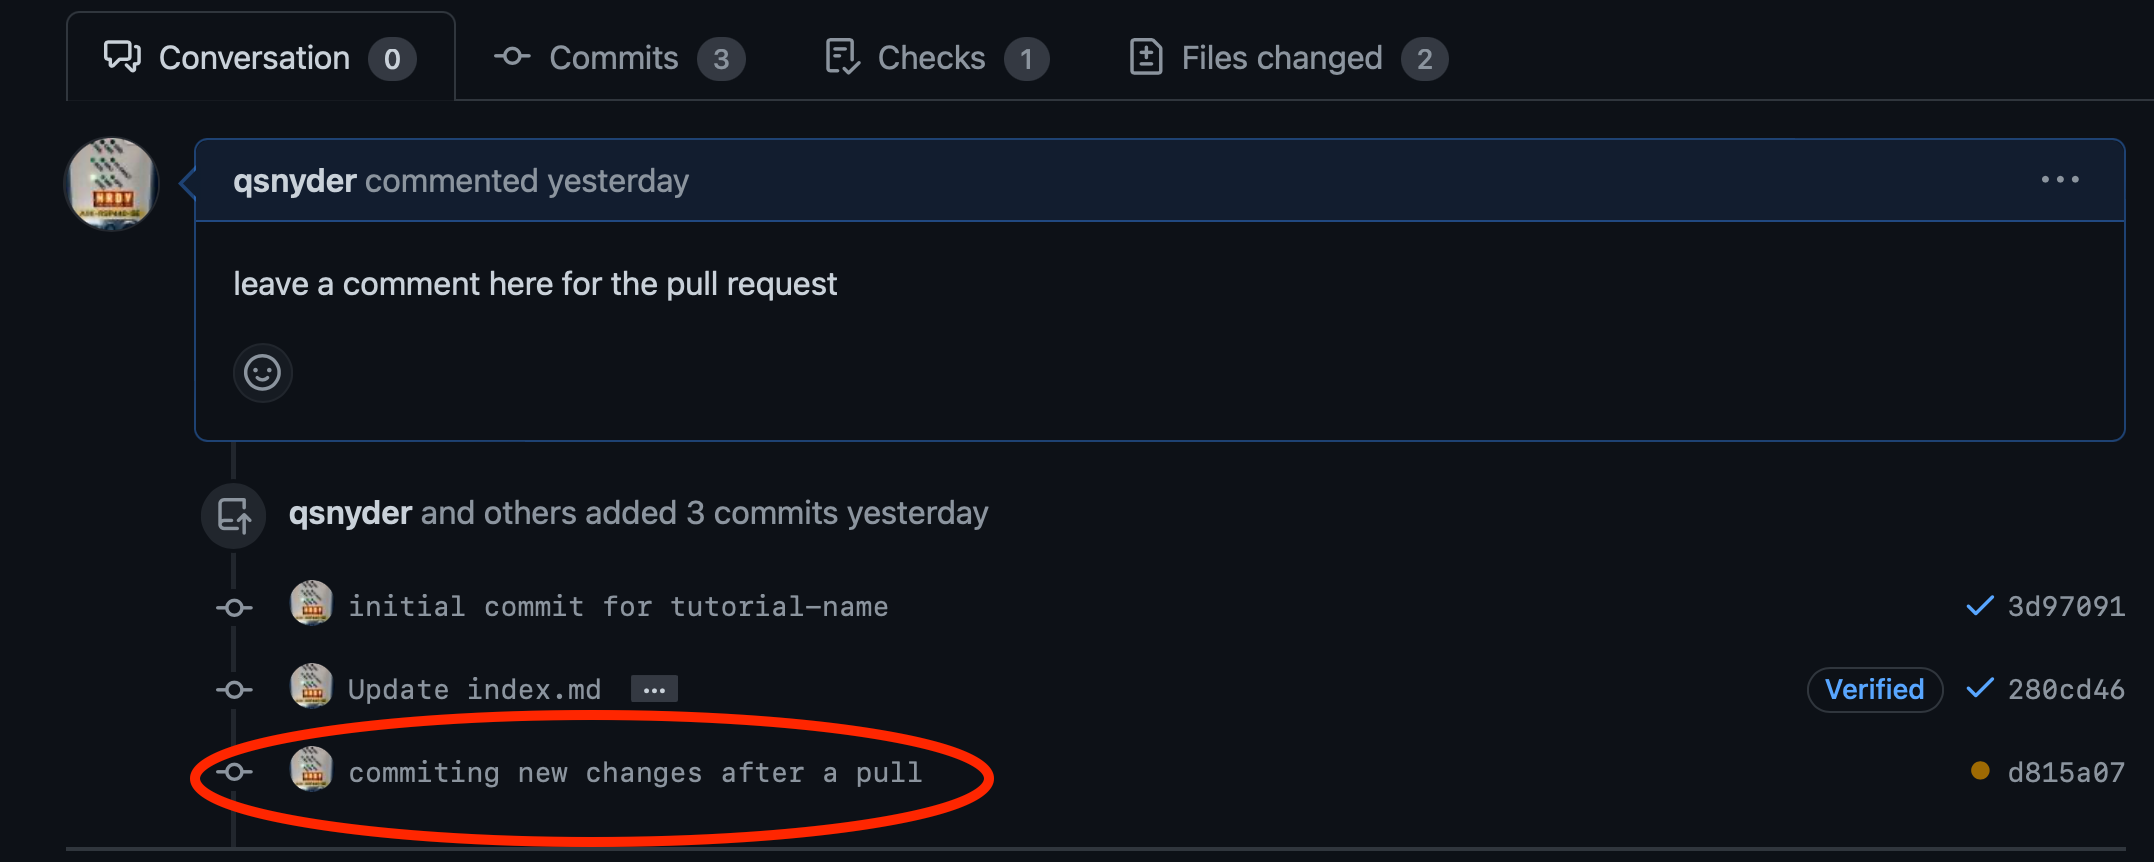 Conversation 0 Commits 3 Checks 1 Files changed 2
qsnyder commented yesterday
leave a comment here for the pull request
qsnyder and others added 3 commits yesterday
initial commit for tutorial-name 3d97091
Update index.md … Verified 280cd46
commiting new changes after a pull d815a07